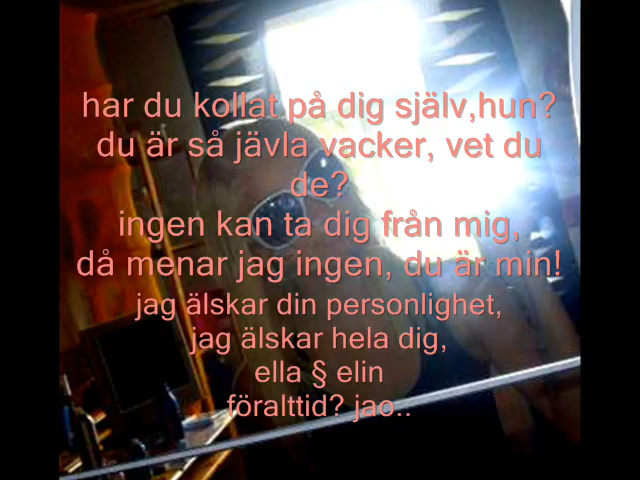 har du kollat på dig själv,hun?
du är så jävla vacker, vet du
de?
ingen kan ta dig från mig,
då menar jag ingen, du är min!
jag älskar din personlighet,
jag älskar hela dig,
ella § elin
föralttid? jao..